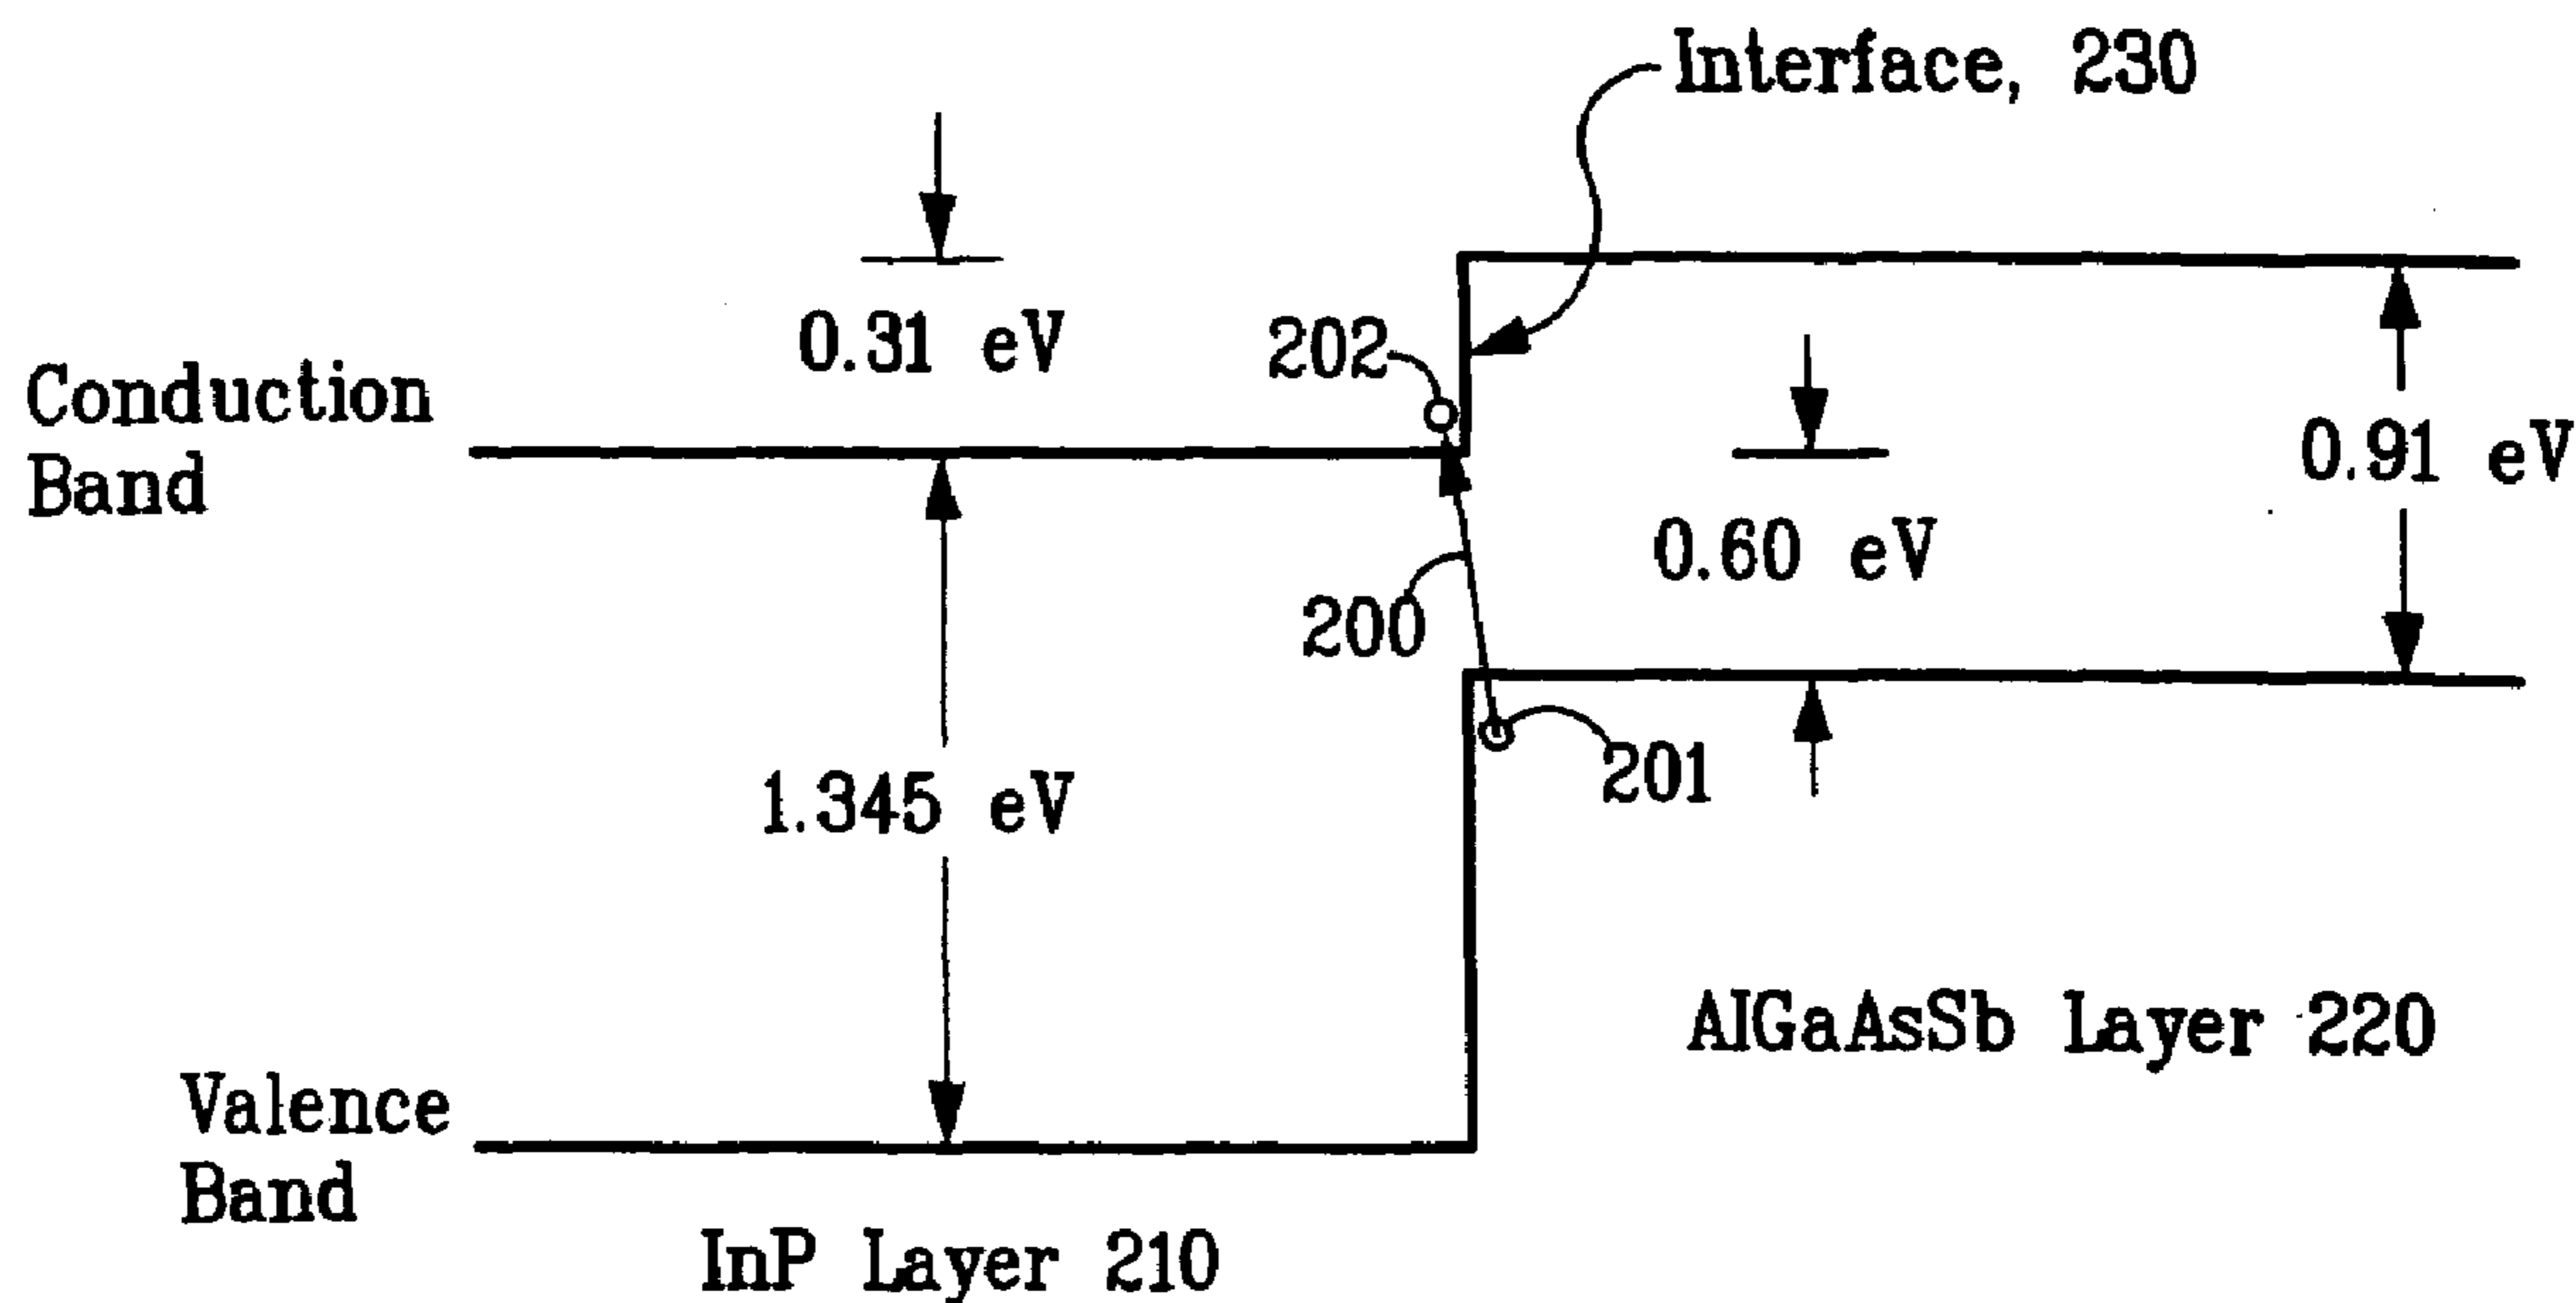 Interface, 230
0.31 eV
202
Conduction
Band
0.91 eV
0.60 eV
200
201
1.345 eV
AlGaAsSb Layer 220
Valence
Band
InP Layer 210